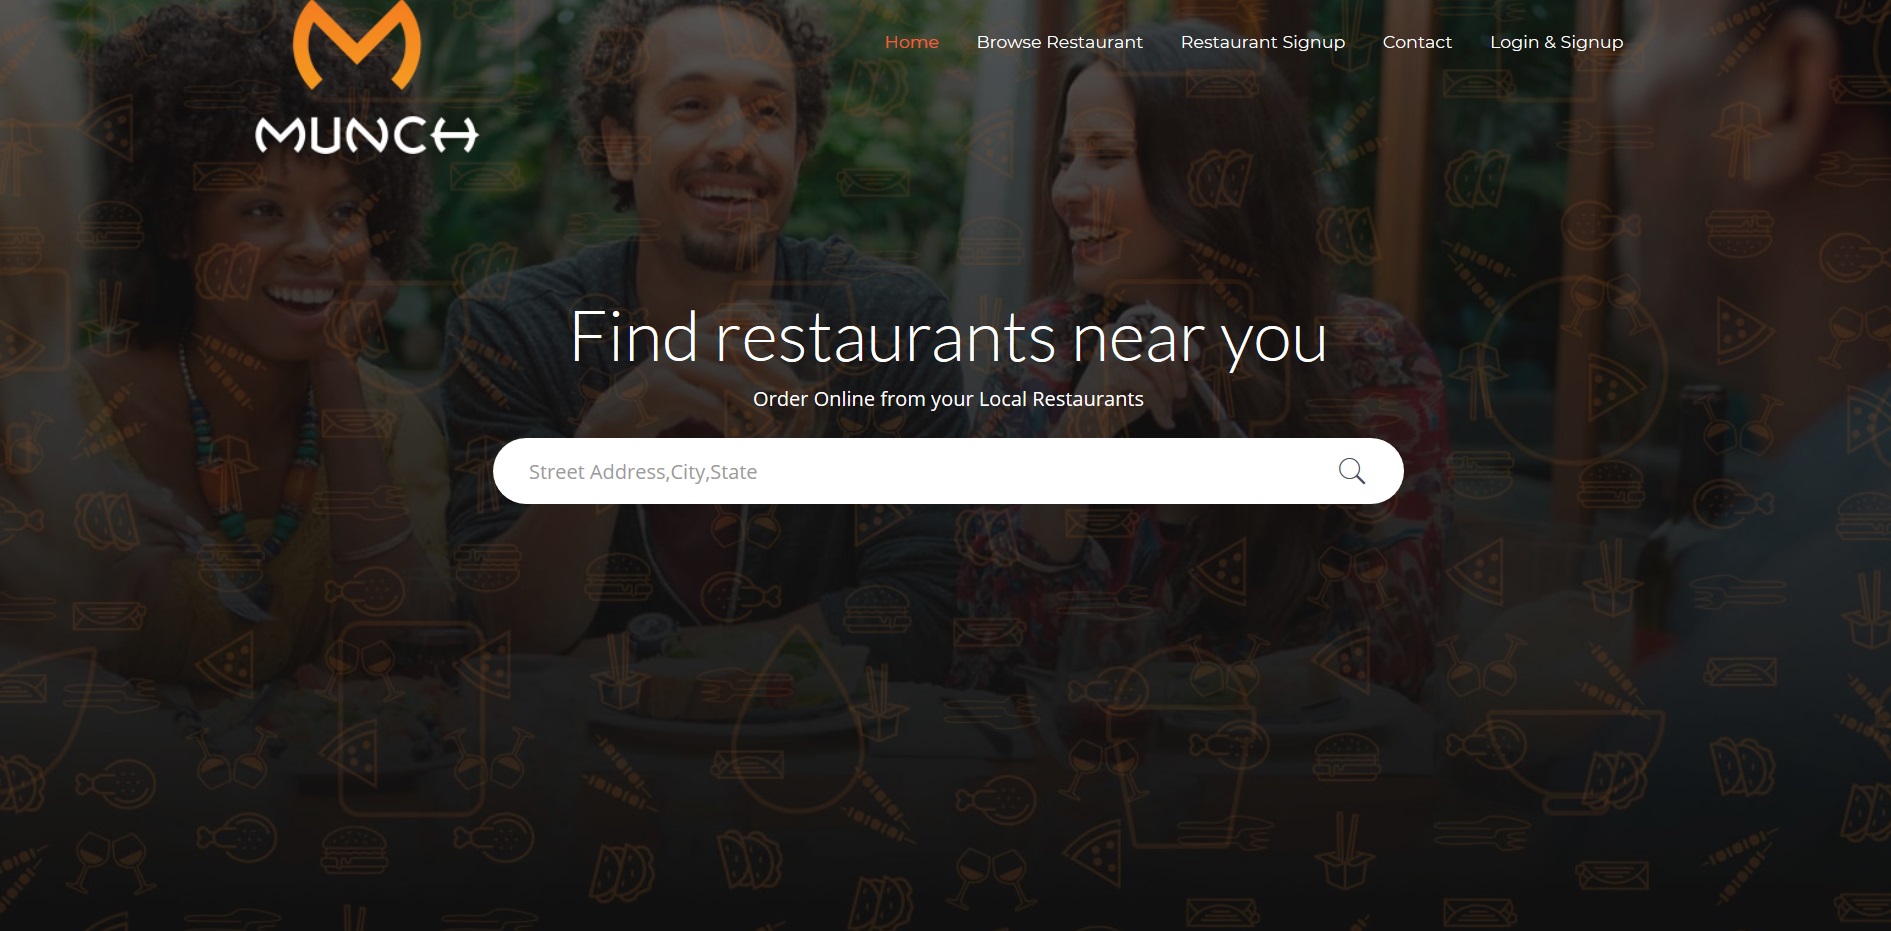 MUNCH
Home Browse Restaurant Restaurant Signup Contact Login & Signup
Find restaurants near you
Order Online from your Local Restaurants
Street Address,City,State